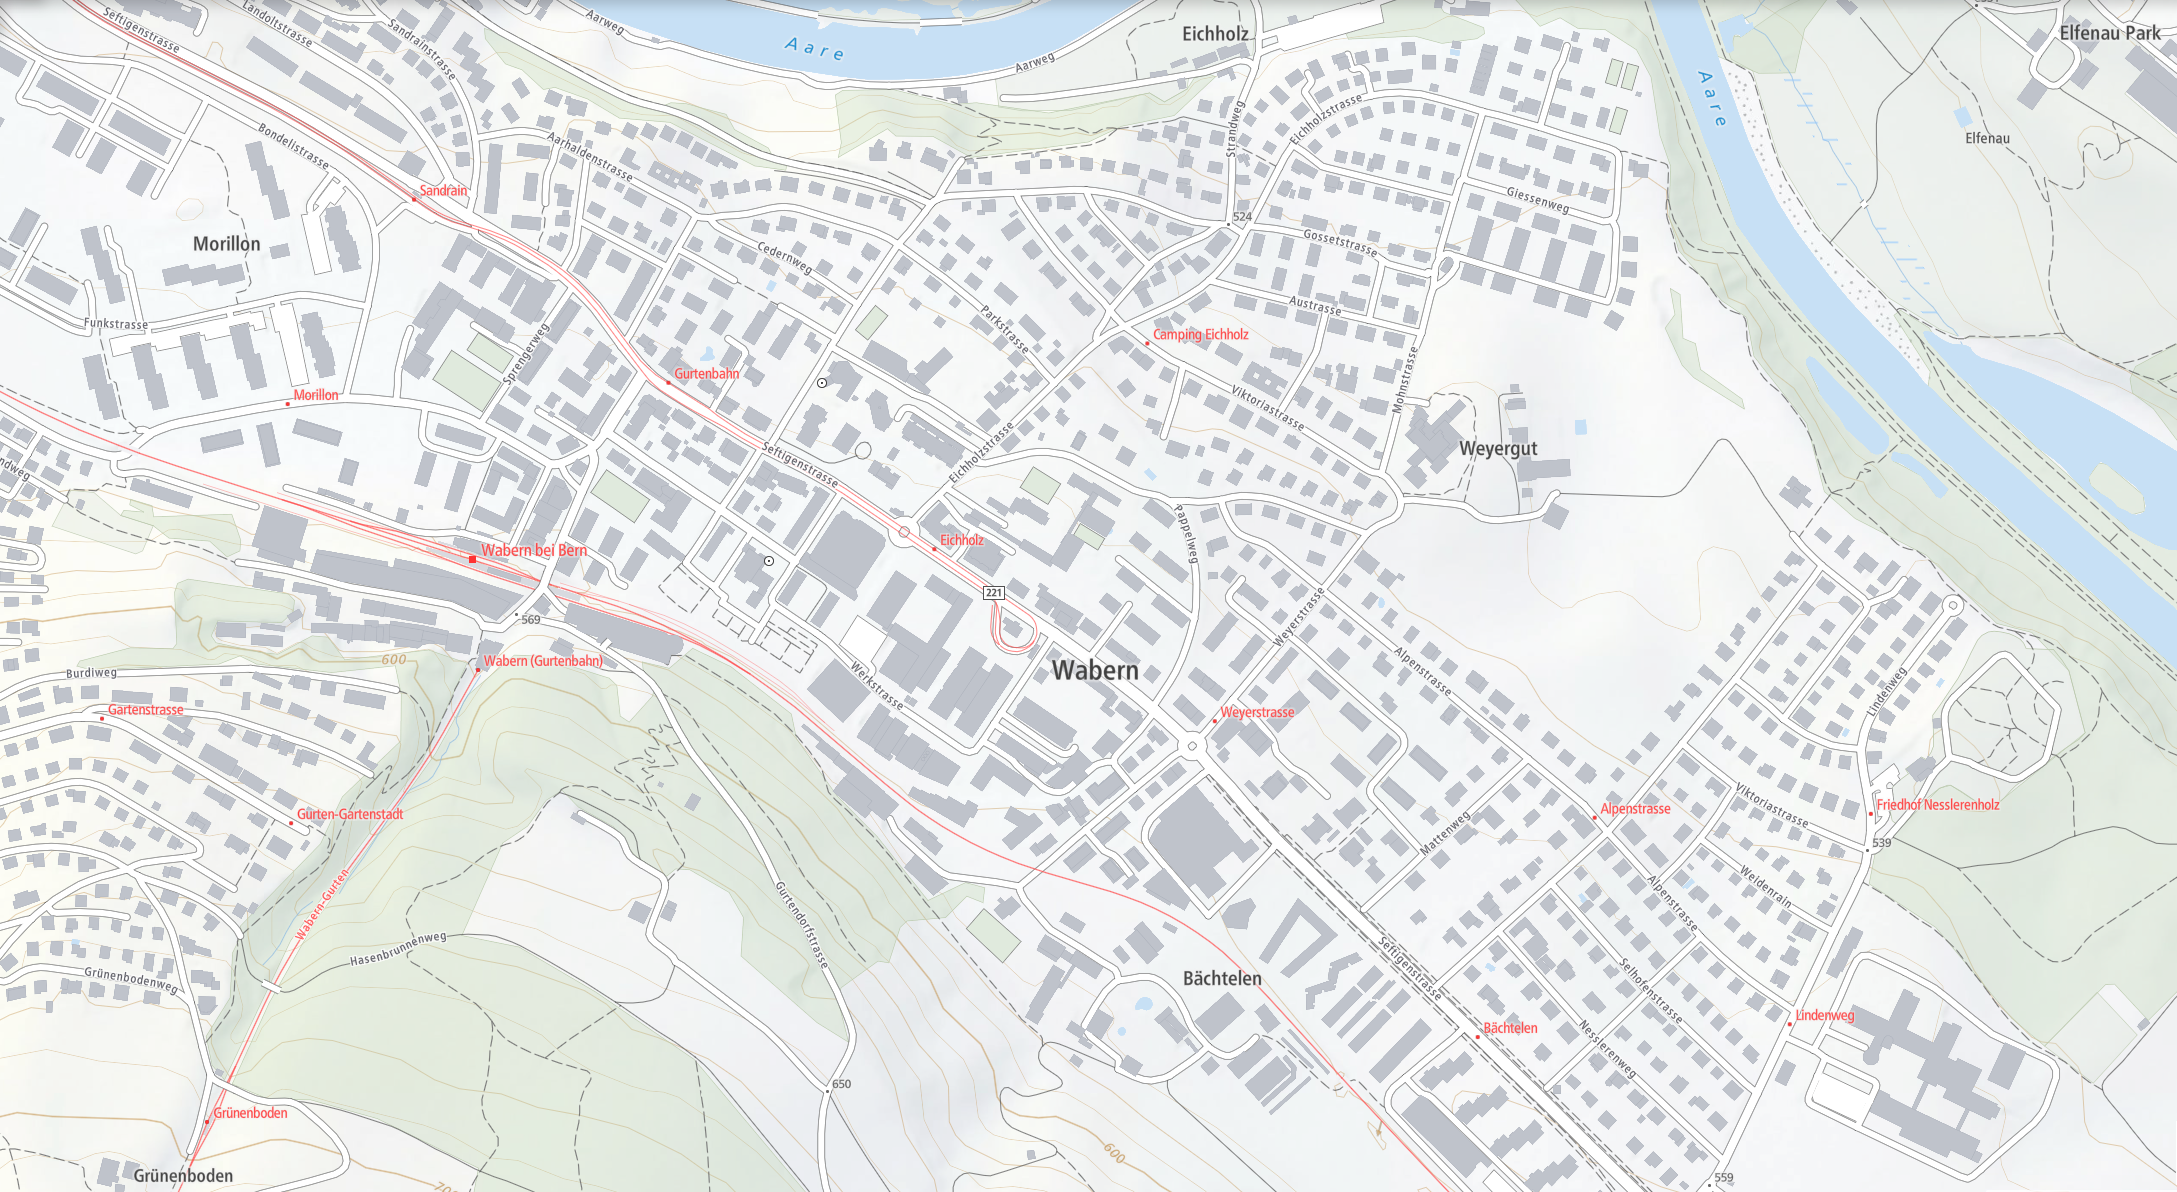 Seftigenstrasse
Landoltstrasse
Sandrainstrasse
Aarweg
Aare
Aarweg
Eichholz
Elfenau Park
Aare
Elfenau
Bondelistrasse
Aarhaldenstrasse
Strandweg
Eichholzstrasse
Sandrain
Giessenweg
Morillon
524
Gossetstrasse
Cedernweg
Funkstrasse
Sprengerweg
Parkstrasse
Austrasse
Camping Eichholz
Gurtenbahn
Morillon
Viktoriastrasse
Mohnstrasse
Weyergut
Seftigenstrasse
Eichholzstrasse
ndweg
Wabern bei Bern
Eichholz
Pappelweg
221
569
Weyerstrasse
Wabern (Gurtenbahn)
600
Burdiweg
Wabern
Alpenstrasse
Werkstrasse
Lindenweg
Gartenstrasse
Weyerstrasse
Gurten-Gartenstadt
Viktoriastrasse
Friedhof Nesslerenholz
Alpenstrasse
Mattenweg
539
Wabern-Gurten
Gurtendorfstrasse
Weidenrain
Alpenstrasse
Hasenbrunnenweg
Seftigenstrasse
Selhofenstrasse
Grünenbodenweg
Bächtelen
Lindenweg
Bächtelen
Nesslerenweg
650
Grünenboden
600
Grünenboden
559